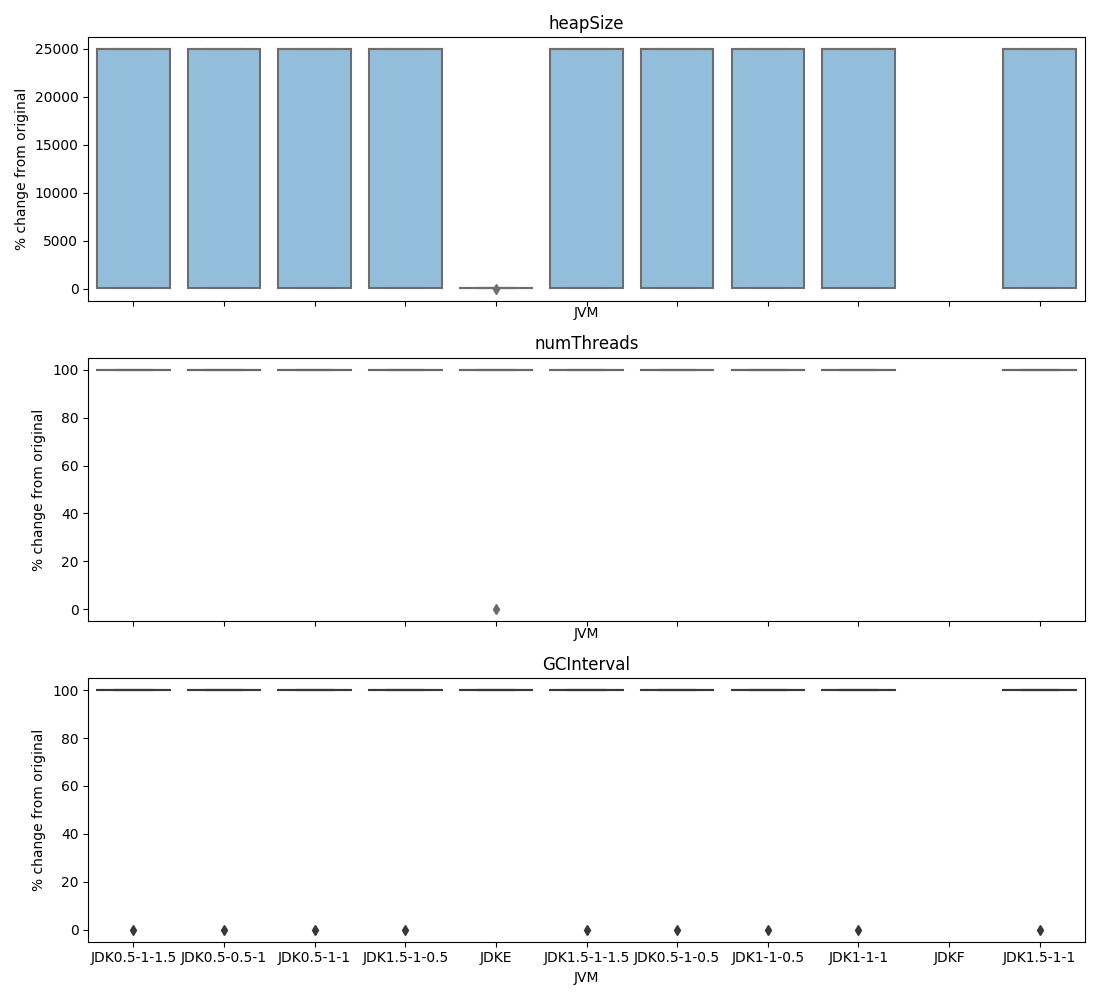 heapSize
25000
20000
15000
10000
5000
0
% change from original
JVM
numThreads
100
80
60
40
20
0
% change from original
JVM
GCInterval
100
80
60
40
20
0
% change from original
JDK0.5-1-1.5 JDK0.5-0.5-1 JDK0.5-1-1 JDK1.5-1-0.5 JDKE JDK1.5-1-1.5 JDK0.5-1-0.5 JDK1-1-0.5 JDK1-1-1 JDKF JDK1.5-1-1
JVM